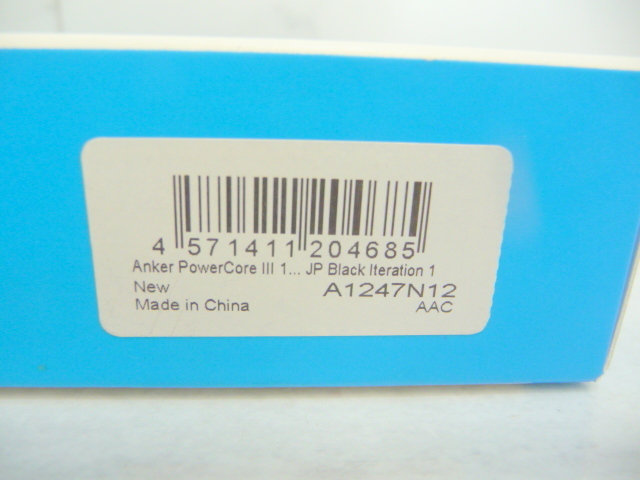 4 571411 204685
Anker PowerCore III 1... JP Black Iteration 1
New A1247N12
Made in China AAC